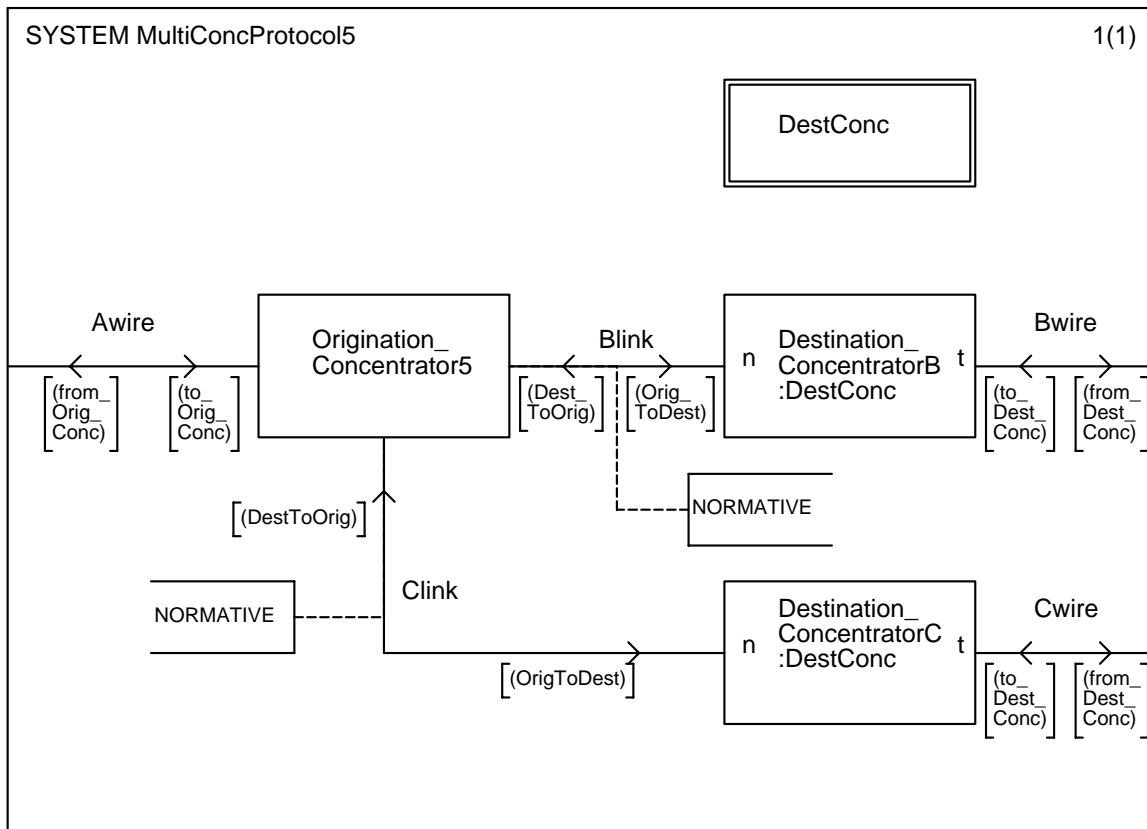 SYSTEM MultiConcProtocol5
1(1)
DestConc
Awire
Origination_
Concentrator5
Blink
n
Destination_
ConcentratorB
:DestConc
t
Bwire
(from_
Orig_
Conc)
(to_
Orig_
Conc)
(Dest_
ToOrig)
(Orig_
ToDest)
(to_
Dest_
Conc)
(from_
Dest_
Conc)
NORMATIVE
(DestToOrig)
Clink
NORMATIVE
n
Destination_
ConcentratorC
:DestConc
t
Cwire
(OrigToDest)
(to_
Dest_
Conc)
(from_
Dest_
Conc)